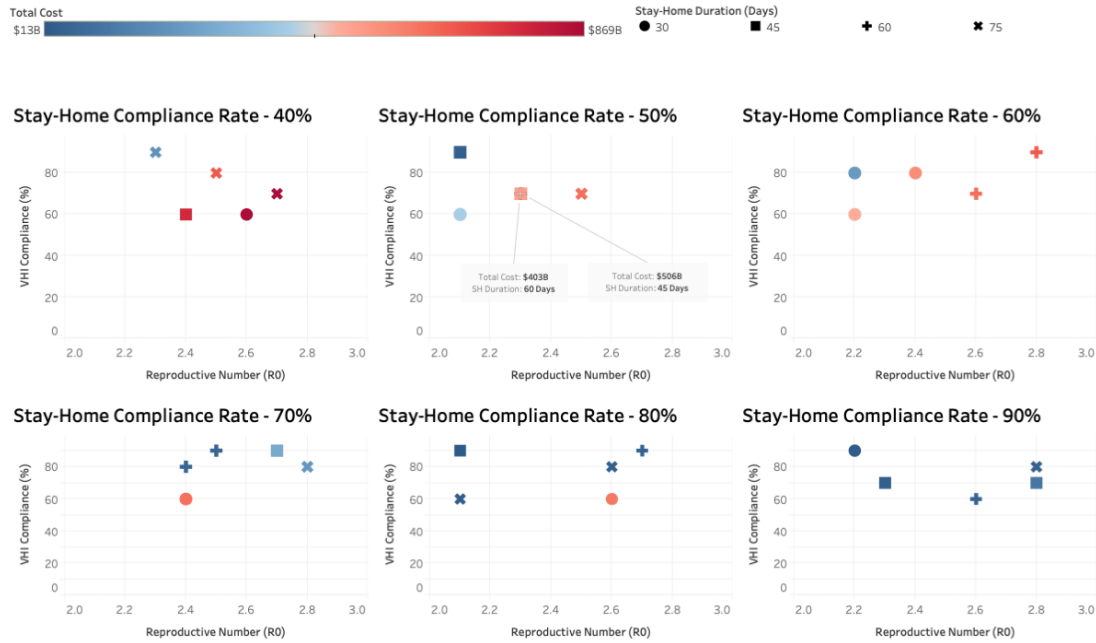 Total Cost
$13B
$869B
Stay-Home Duration (Days)
30
45
60
75
Stay-Home Compliance Rate - 40%
VHI Compliance (%)
80
60
40
20
0
2.0 2.2 2.4 2.6 2.8 3.0
Reproductive Number (R0)
Stay-Home Compliance Rate - 50%
VHI Compliance (%)
80
60
40
20
0
Total Cost: $403B
SH Duration: 60 Days
Total Cost: $506B
SH Duration: 45 Days
2.0 2.2 2.4 2.6 2.8 3.0
Reproductive Number (R0)
Stay-Home Compliance Rate - 60%
VHI Compliance (%)
80
60
40
20
0
2.0 2.2 2.4 2.6 2.8 3.0
Reproductive Number (R0)
Stay-Home Compliance Rate - 70%
VHI Compliance (%)
80
60
40
20
0
2.0 2.2 2.4 2.6 2.8 3.0
Reproductive Number (R0)
Stay-Home Compliance Rate - 80%
VHI Compliance (%)
80
60
40
20
0
2.0 2.2 2.4 2.6 2.8 3.0
Reproductive Number (R0)
Stay-Home Compliance Rate - 90%
VHI Compliance (%)
80
60
40
20
0
2.0 2.2 2.4 2.6 2.8 3.0
Reproductive Number (R0)